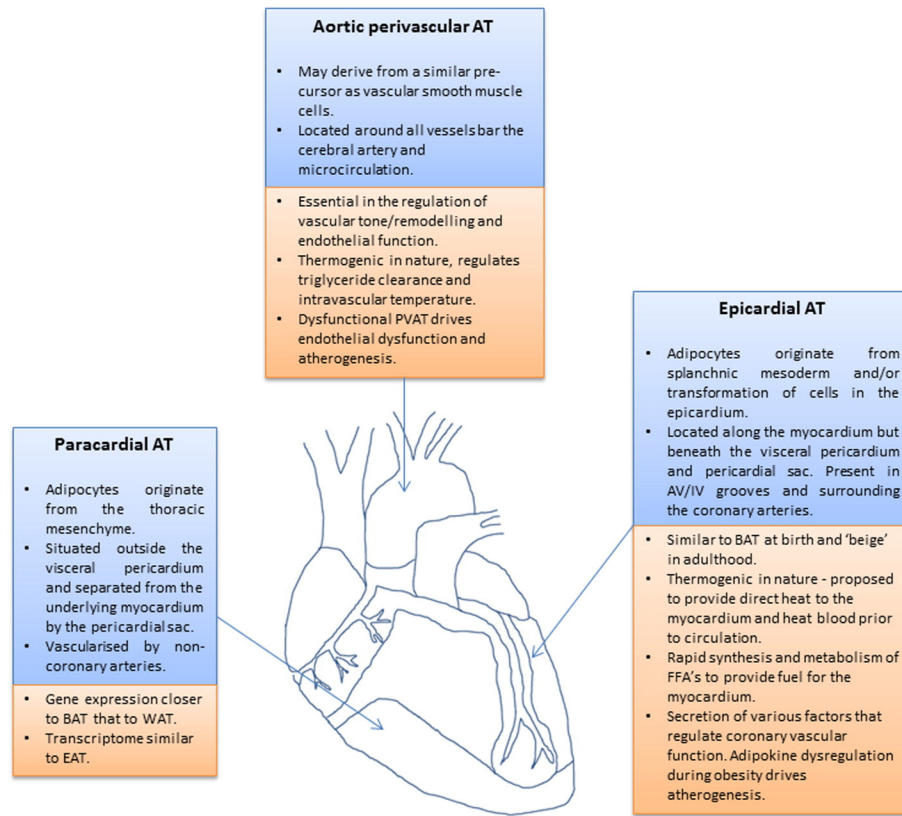 Aortic perivascular AT
• May derive from a similar pre-
cursor as vascular smooth muscle
cells.
• Located around all vessels bar the
cerebral artery and
microcirculation.
• Essential in the regulation of
vascular tone/remodelling and
endothelial function.
• Thermogenic in nature, regulates
triglyceride clearance and
intravascular temperature.
• Dysfunctional PVAT drives
endothelial dysfunction and
atherogenesis.
Paracardial AT
• Adipocytes originate
from the thoracic
mesenchyme.
• Situated outside the
visceral pericardium
and separated from the
underlying myocardium
by the pericardial sac.
• Vascularised by non-
coronary arteries.
• Gene expression closer
to BAT that to WAT.
• Transcriptome similar
to EAT.
Epicardial AT
• Adipocytes originate from
splanchnic mesoderm and/or
transformation of cells in the
epicardium.
• Located along the myocardium but
beneath the visceral pericardium
and pericardial sac. Present in
AV/IV grooves and surrounding
the coronary arteries.
• Similar to BAT at birth and ‘beige’
in adulthood.
• Thermogenic in nature - proposed
to provide direct heat to the
myocardium and heat blood prior
to circulation.
• Rapid synthesis and metabolism of
FFA's to provide fuel for the
myocardium.
• Secretion of various factors that
regulate coronary vascular
function. Adipokine dysregulation
during obesity drives
atherogenesis.